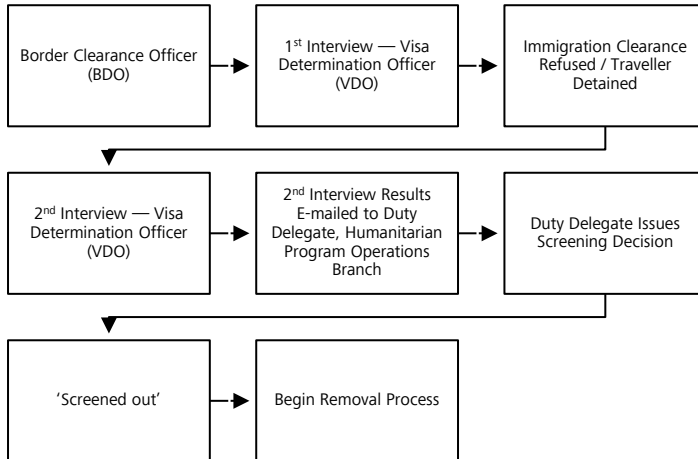 Border Clearance Officer
(BDO)
1st Interview — Visa
Determination Officer
(VDO)
Immigration Clearance
Refused / Traveller
Detained
2nd Interview — Visa
Determination Officer
(VDO)
2nd Interview Results
E-mailed to Duty
Delegate, Humanitarian
Program Operations
Branch
Duty Delegate Issues
Screening Decision
'Screened out'
Begin Removal Process